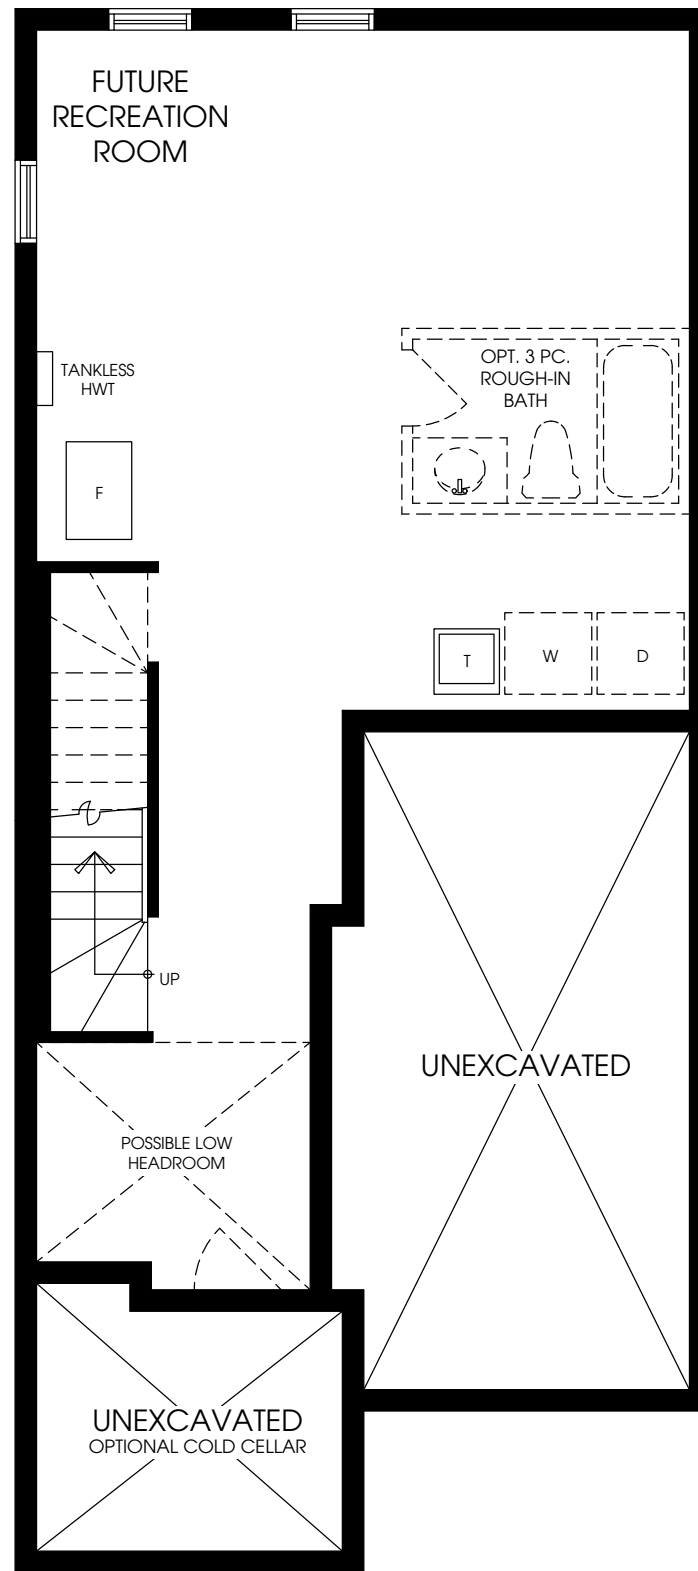 FUTURE
RECREATION
ROOM
TANKLESS
HWT
OPT. 3 PC.
ROUGH-IN
BATH
F
T
W
D
UP
UNEXCAVATED
POSSIBLE LOW
HEADROOM
UNEXCAVATED
OPTIONAL COLD CELLAR